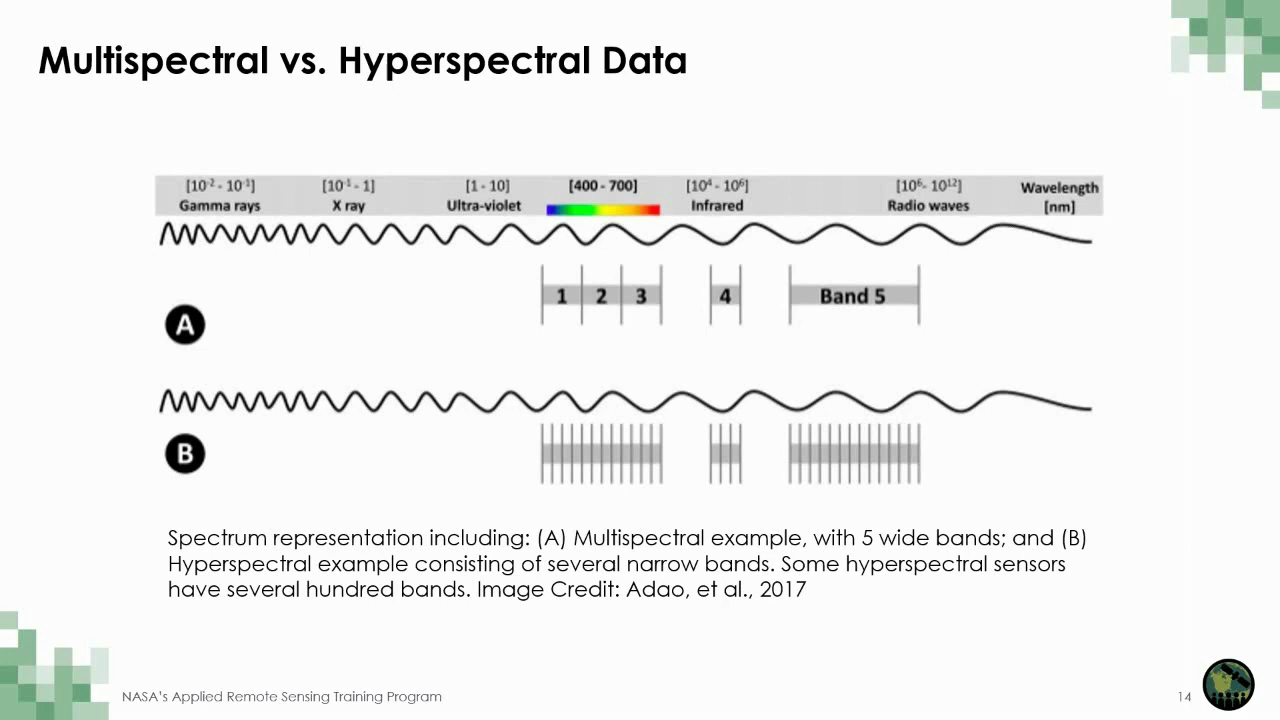 Multispectral vs. Hyperspectral Data
[10⁻² - 10⁻¹] [10⁻¹ - 1] [1 - 10] [400 - 700] [10⁴ - 10⁶] [10⁶- 10¹²] Wavelength
Gamma rays X ray Ultra-violet Infrared Radio waves [nm]
1 2 3 4 Band 5
A
B
Spectrum representation including: (A) Multispectral example, with 5 wide bands; and (B)
Hyperspectral example consisting of several narrow bands. Some hyperspectral sensors
have several hundred bands. Image Credit: Adao, et al., 2017
NASA's Applied Remote Sensing Training Program 14